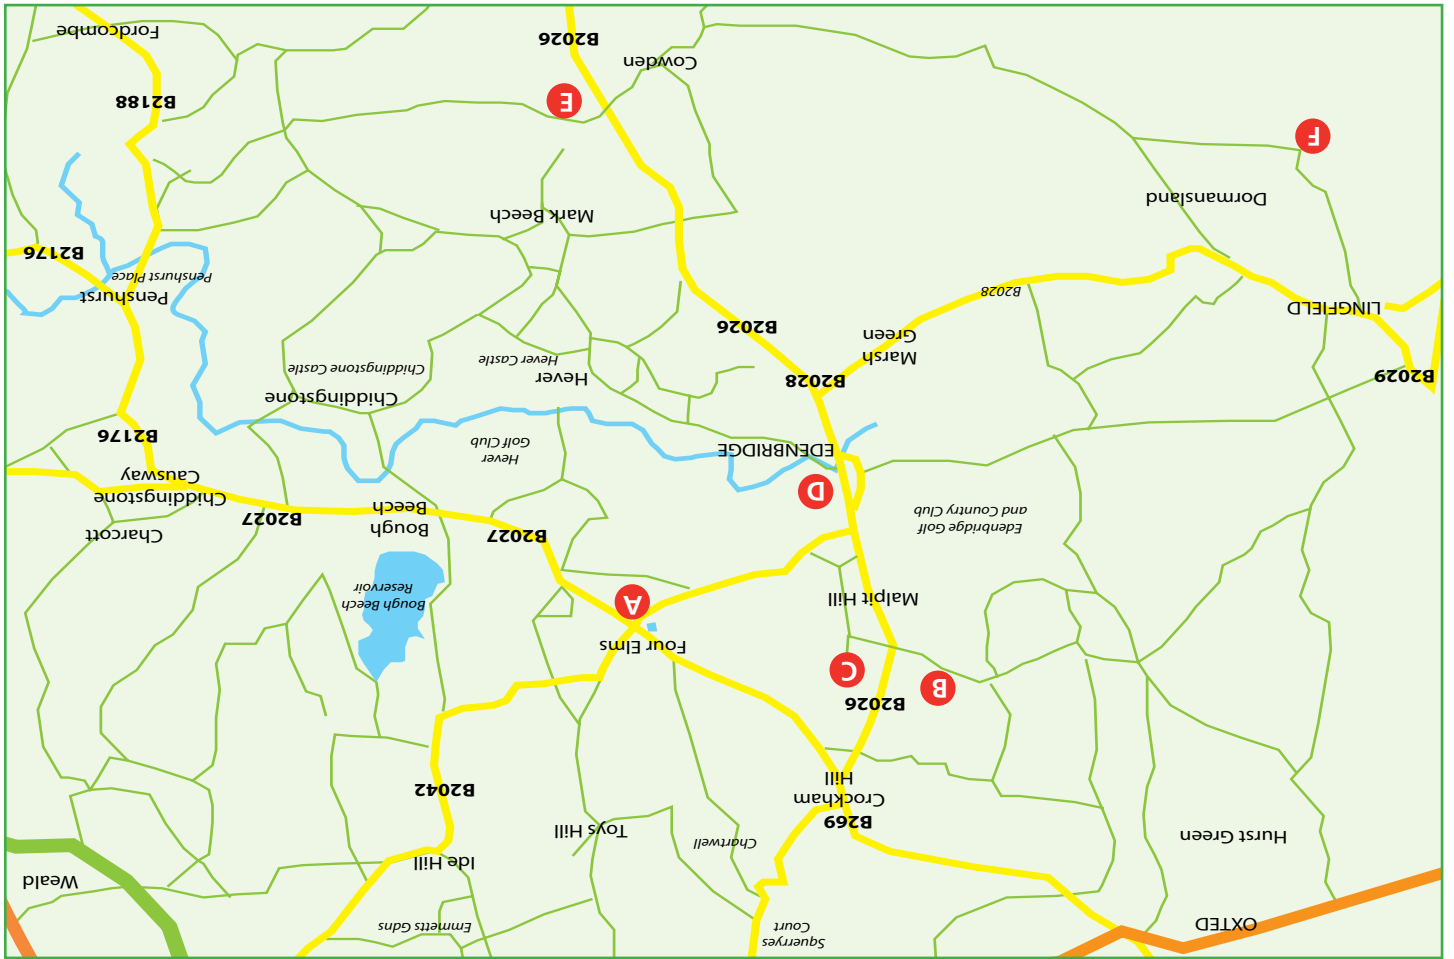 Squerryes
Court
Emmetts Gdns
OXTED
Weald
Ide Hill
Chartwell
Hurst Green
Toys Hill
B269
Crockham
Hill
B2042
B2026
B
C
Four Elms
A
Bough Beech
Reservoir
Malpit Hill
Charcott
B2027
Bough
Beech
Edenbridge Golf
and Country Club
B2027
Chiddingstone
Causway
D
Hever
Golf Club
EDENBRIDGE
B2176
Chiddingstone
Chiddingstone Castle
Hever
Hever Castle
B2028
B2029
Marsh
Green
B2026
LINGFIELD
Penshurst
Penshurst Place
B2028
B2176
Mark Beech
Dormansland
F
E
B2188
Cowden
B2026
Fordcombe